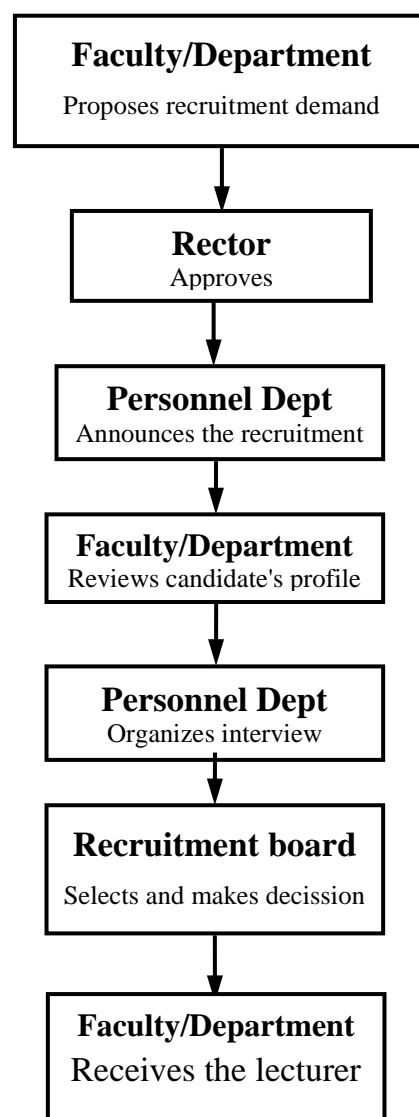 Faculty/Department
Proposes recruitment demand
Rector
Approves
Personnel Dept
Announces the recruitment
Faculty/Department
Reviews candidate's profile
Personnel Dept
Organizes interview
Recruitment board
Selects and makes decission
Faculty/Department
Receives the lecturer